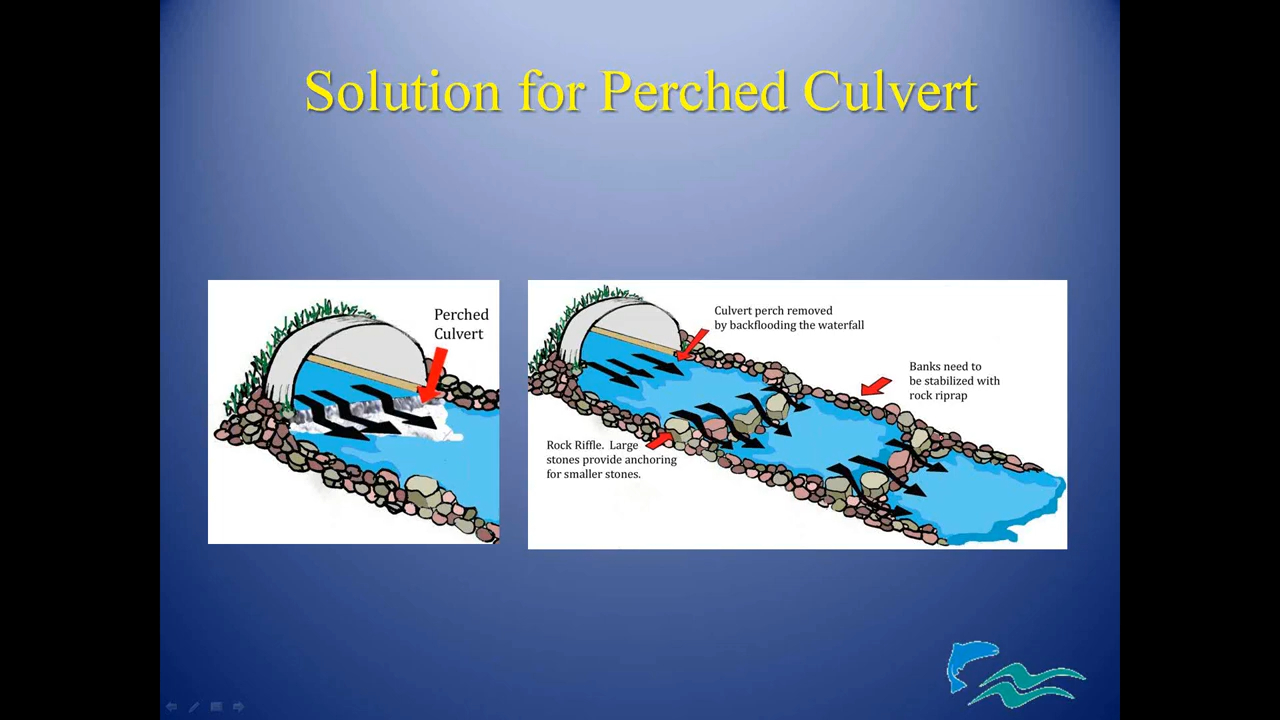 Solution for Perched Culvert
Perched
Culvert
Culvert perch removed
by backflooding the waterfall
Banks need to
be stabilized with
rock riprap
Rock Riffle. Large
stones provide anchoring
for smaller stones.